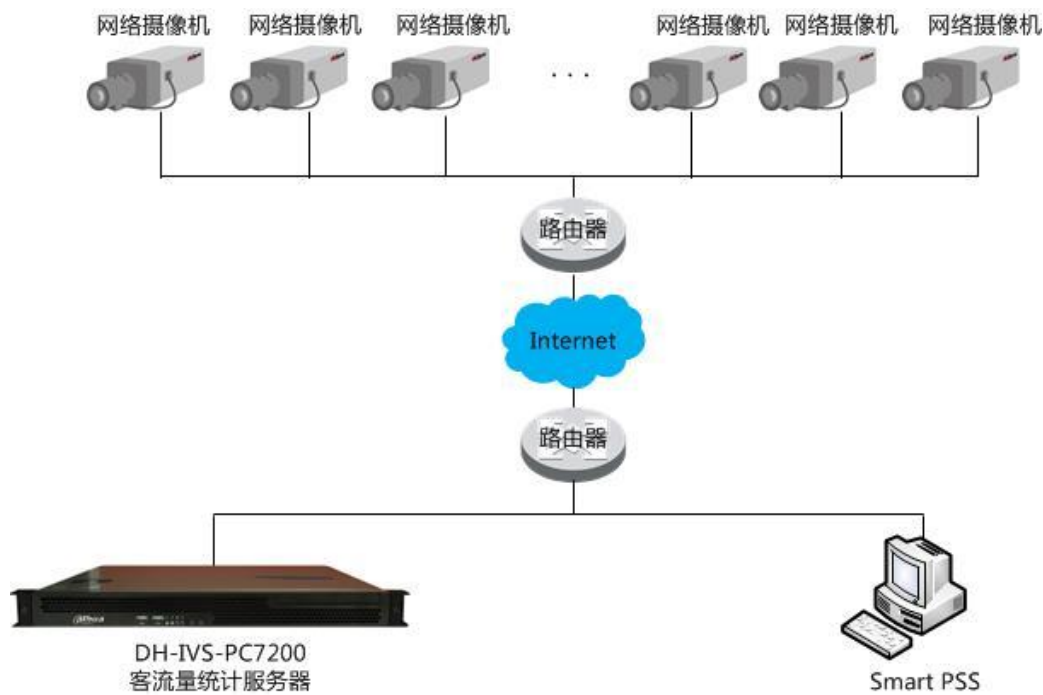 网络摄像机 网络摄像机 网络摄像机 网络摄像机 网络摄像机 网络摄像机
. . .
路由器
Internet
路由器
alhua
DH-IVS-PC7200
客流量统计服务器
Smart PSS